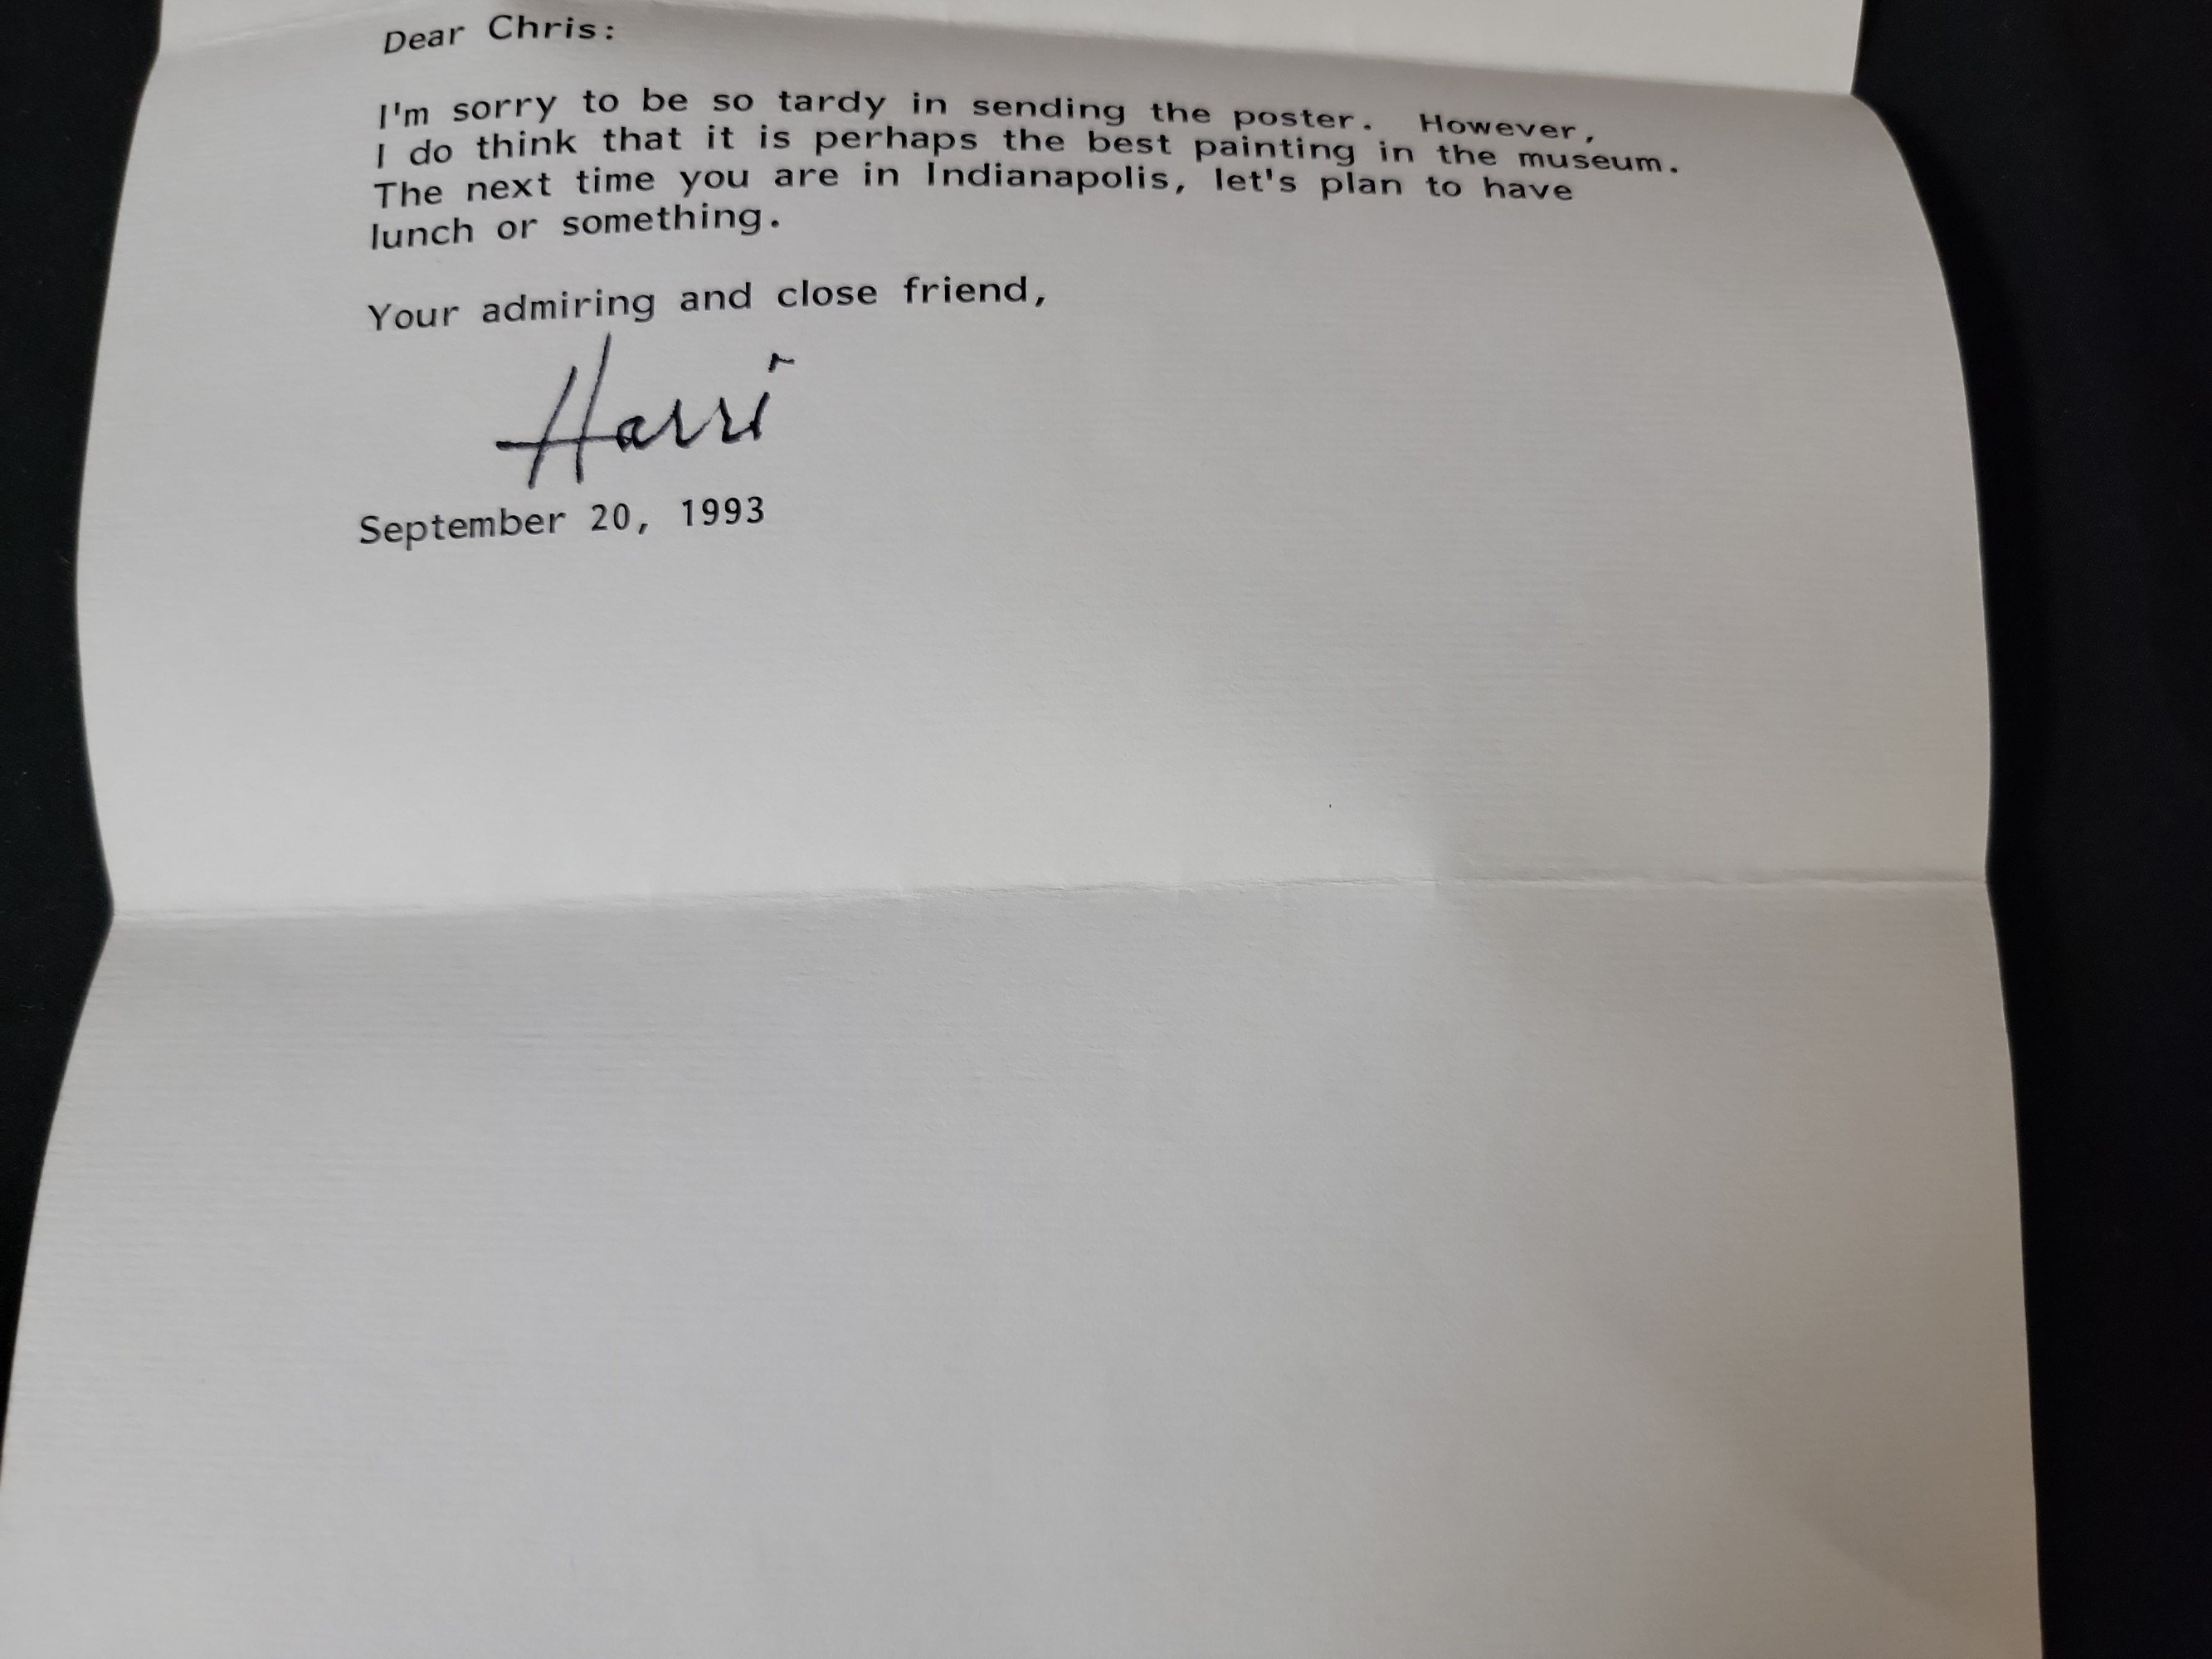 Dear Chris:
I'm sorry to be so tardy in sending the poster. However,
I do think that it is perhaps the best painting in the museum.
The next time you are in Indianapolis, let's plan to have
lunch or something.
Your admiring and close friend,
Harri
September 20, 1993